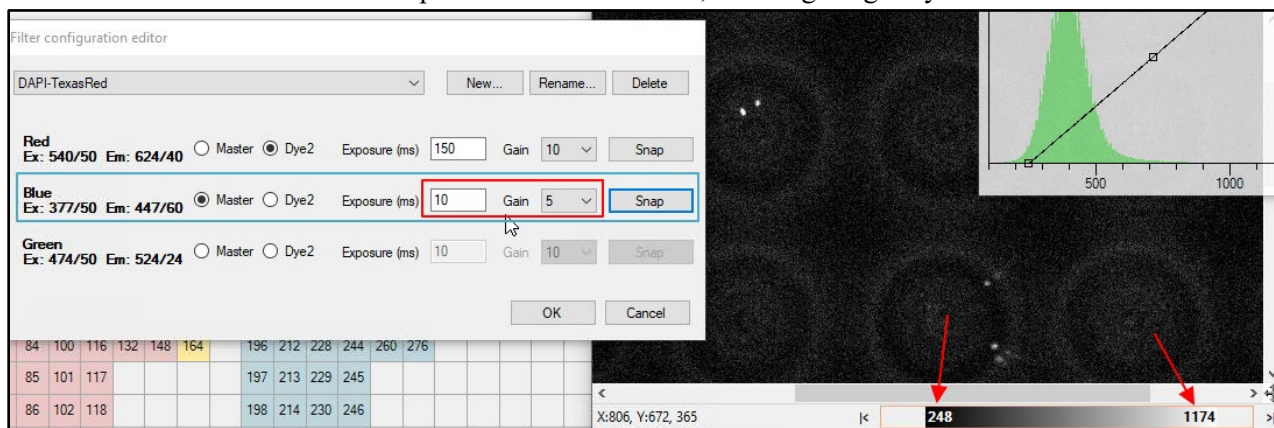 Filter configuration editor
DAPI-TexasRed New... Rename... Delete
Red
Ex: 540/50 Em: 624/40 Master Dye2 Exposure (ms) 150 Gain 10 Snap
Blue
Ex: 377/50 Em: 447/60 Master Dye2 Exposure (ms) 10 Gain 5 Snap
Green
Ex: 474/50 Em: 524/24 Master Dye2 Exposure (ms) 10 Gain 10 Snap
OK Cancel
500 1000
84 100 116 132 148 164 196 212 228 244 260 276
85 101 117 197 213 229 245
86 102 118 198 214 230 246
X:806, Y:672, 365 248 1174